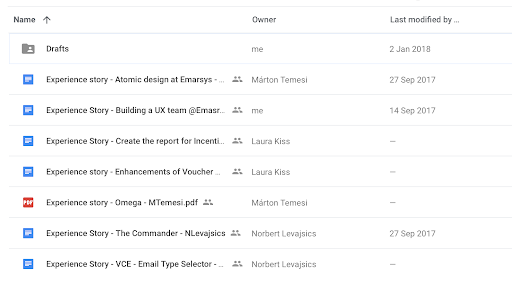 Name Owner Last modified by ...
Drafts me 2 Jan 2018
Experience story - Atomic design at Emarsys - ... Márton Temesi 27 Sep 2017
Experience Story - Building a UX team @Emasr... me 14 Sep 2017
Experience Story - Create the report for Incenti... Laura Kiss —
Experience story - Enhancements of Voucher ... Laura Kiss —
PDF Experience story - Omega - MTemesi.pdf Márton Temesi —
Experience Story - The Commander - NLevajsics Norbert Levajsics 27 Sep 2017
Experience Story - VCE - Email Type Selector - ... Norbert Levajsics —